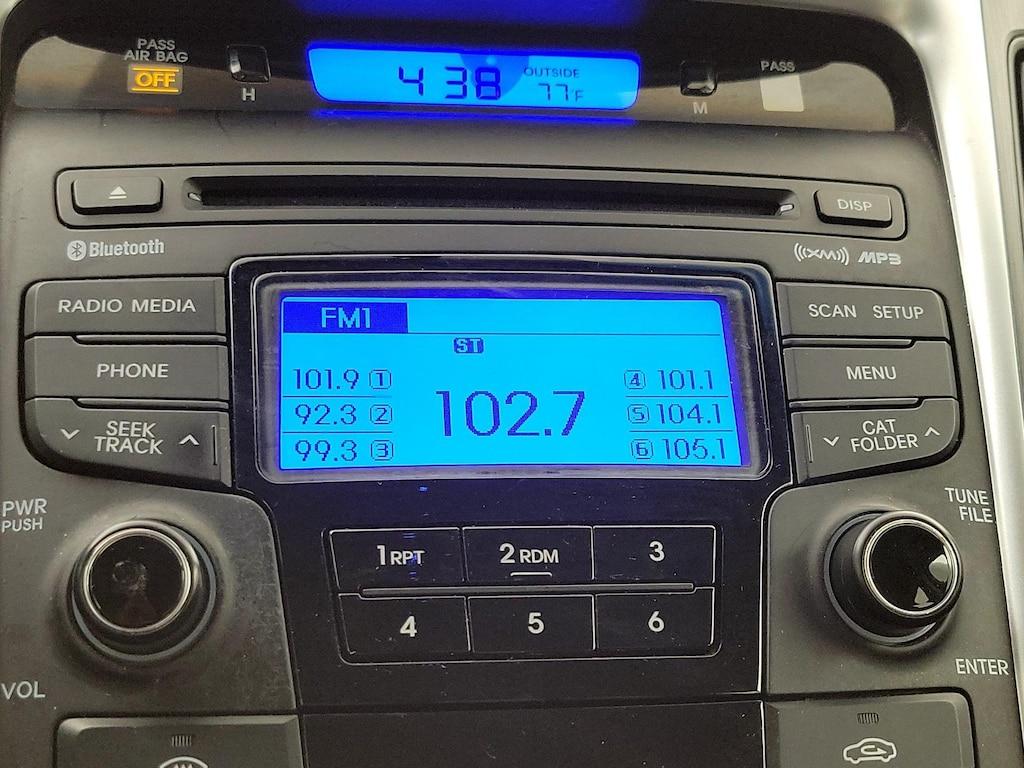 PASS
AIR BAG
OFF
H
4 38
OUTSIDE
77F
M
PASS
DISP
Bluetooth
((XM)) MP3
RADIO MEDIA
SCAN SETUP
PHONE
MENU
SEEK
TRACK
CAT
FOLDER
FM1
ST
101.9 1
92.3 2
99.3 3
102.7
4 101.1
5 104.1
6 105.1
PWR
PUSH
VOL
TUNE
FILE
ENTER
1 RPT
2 RDM
3
4
5
6